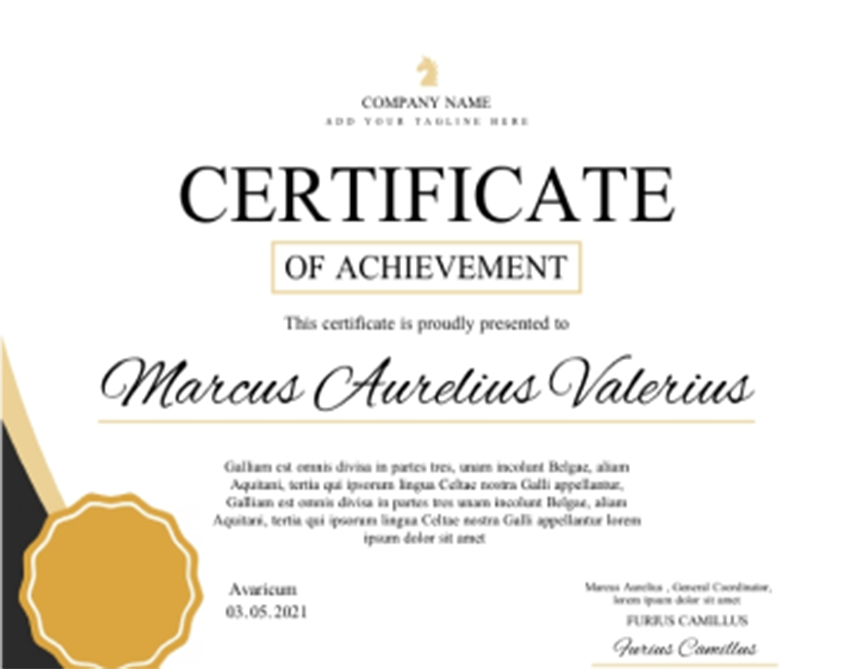 COMPANY NAME
ADD YOUR TAGLINE HERE
CERTIFICATE
OF ACHIEVEMENT
This certificate is proudly presented to
Marcus Aurelius Valerius
Galliam est omnis divisa in partes tres, unam incolunt Belgae, aliam
Aquitani, tertia qui ipsorum lingua Celtae nostra Galli appellantur,
Galliam est omnis divisa in partes tres unam incolunt Belgae, aliam
Aquitani, tertia qui ipsorum lingua Celtae nostra Galli appellantur lorem
ipsum dolor sit amet
Avaricum
03.05.2021
Marcus Aurelius , General Coordinator,
lorem ipsum dolor sit amet
FURIUS CAMILLUS
Furius Camillus